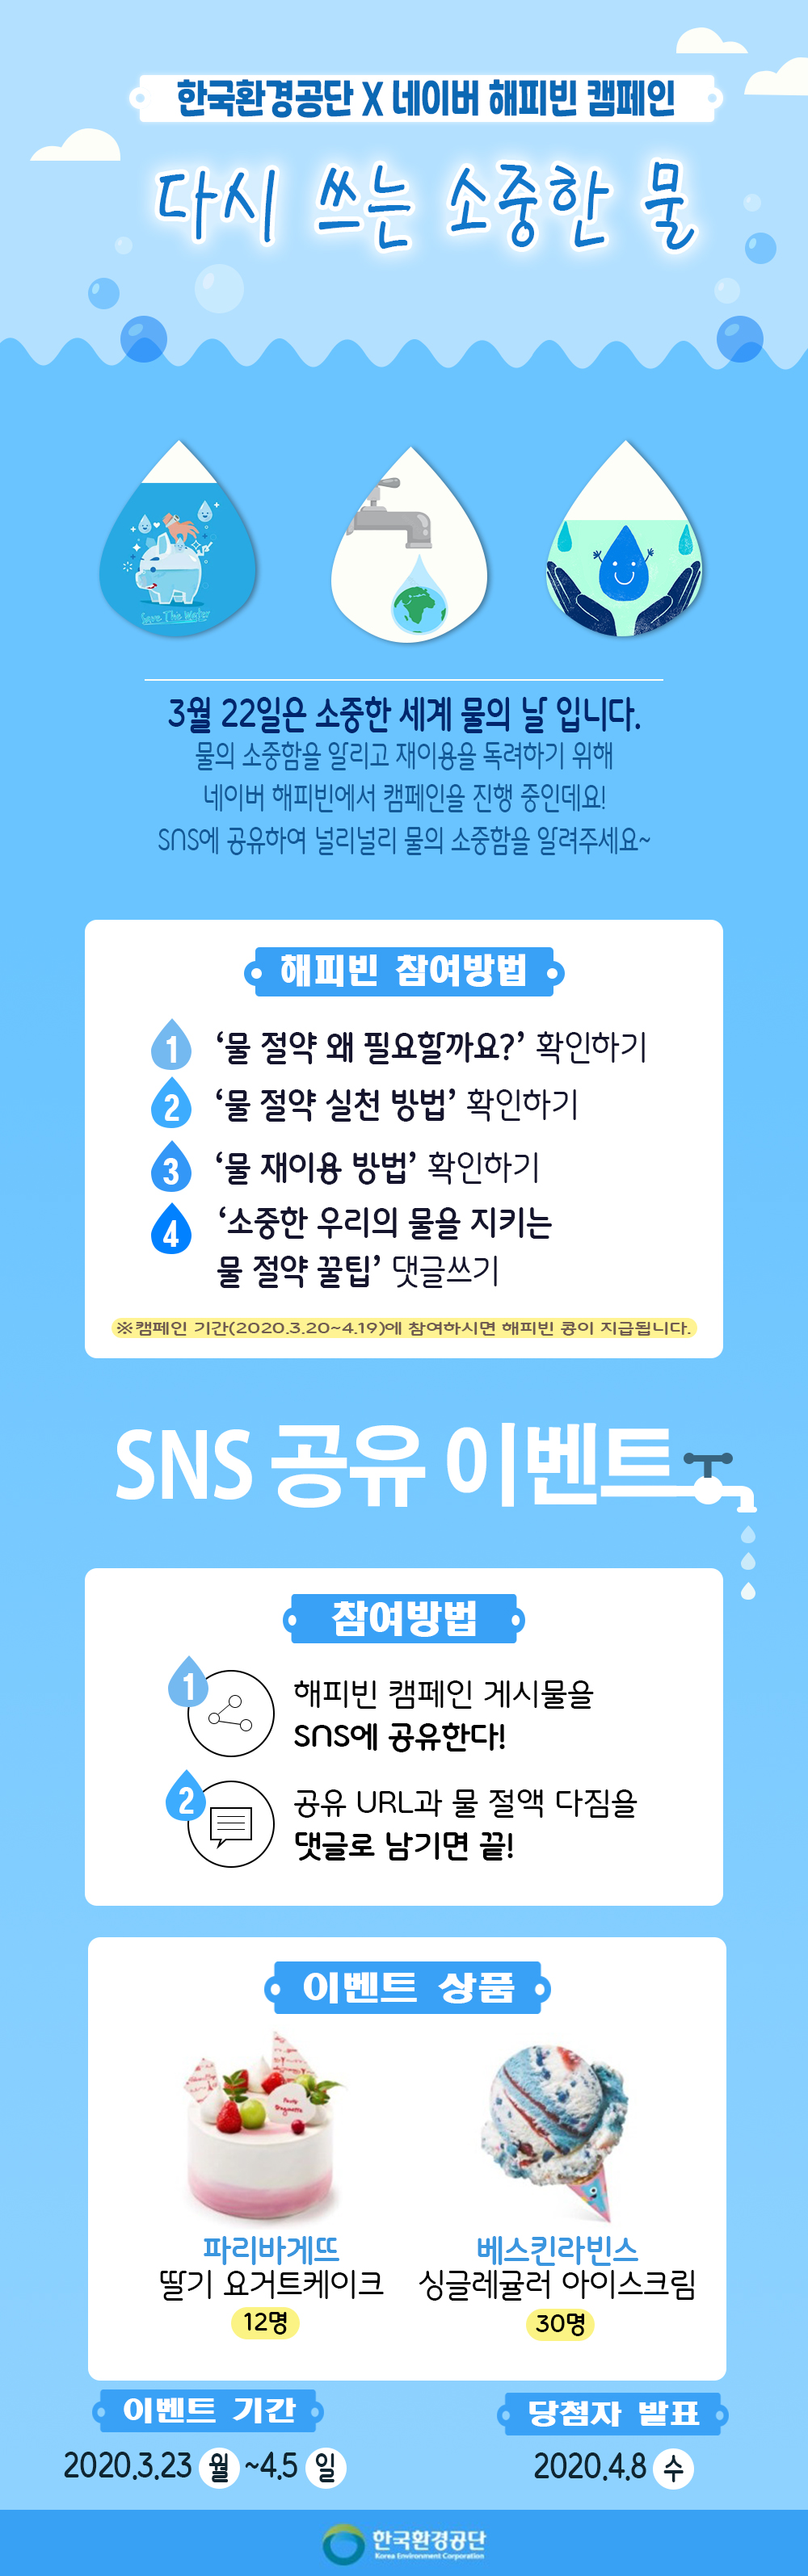 한국환경공단 X 네이버 해피빈 캠페인
다시 쓰는 소중한 물
Save The Water
3월 22일은 소중한 세계 물의 날 입니다.
물의 소중함을 알리고 재이용을 독려하기 위해
네이버 해피빈에서 캠페인을 진행 중인데요!
SNS에 공유하여 널리널리 물의 소중함을 알려주세요~
해피빈 참여방법
1 ‘물 절약 왜 필요할까요?’ 확인하기
2 ‘물 절약 실천 방법’ 확인하기
3 ‘물 재이용 방법’ 확인하기
4 ‘소중한 우리의 물을 지키는
물 절약 꿀팁’ 댓글쓰기
※캠페인 기간(2020.3.20~4.19)에 참여하시면 해피빈 콩이 지급됩니다.
SNS 공유 이벤트
참여방법
1 해피빈 캠페인 게시물을
SNS에 공유한다!
2 공유 URL과 물 절액 다짐을
댓글로 남기면 끝!
이벤트 상품
파리바게뜨
딸기 요거트케이크
12명
베스킨라빈스
싱글레귤러 아이스크림
30명
이벤트 기간
2020.3.23 월 ~4.5 일
당첨자 발표
2020.4.8 수
한국환경공단
Korea Environment Corporation